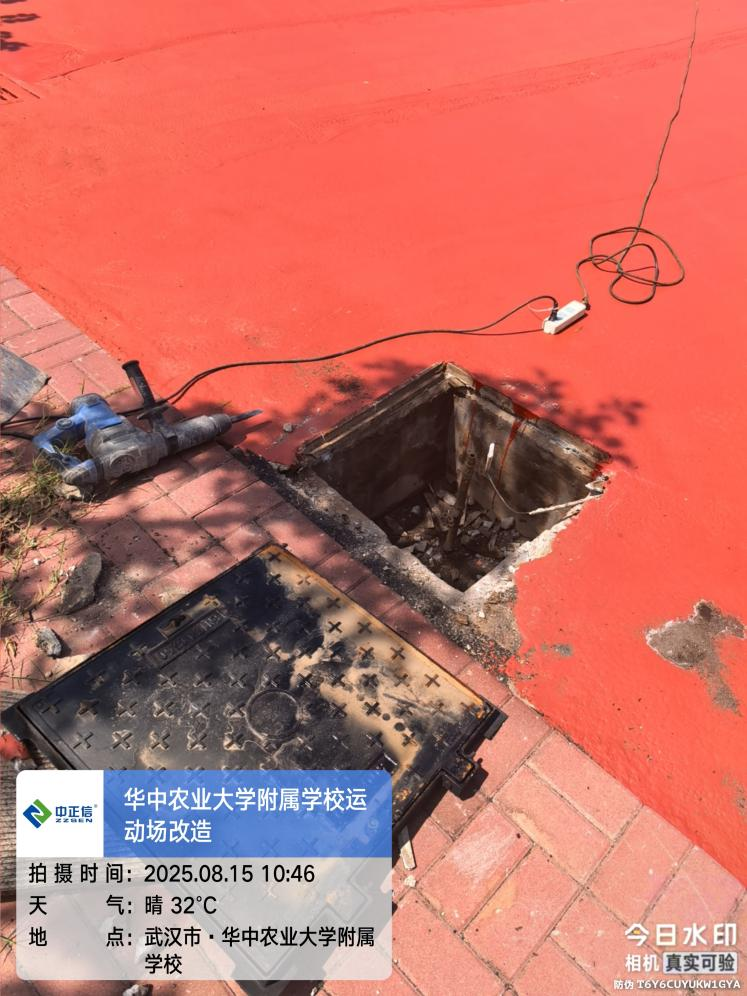 中正信®
ZZSEN
华中农业大学附属学校运
动场改造
拍摄时间：2025.08.15 10:46
天气：晴 32℃
地点：武汉市·华中农业大学附属
学校
今日水印
相机 真实可验
防伪 T6Y6CUYUKW1GYA